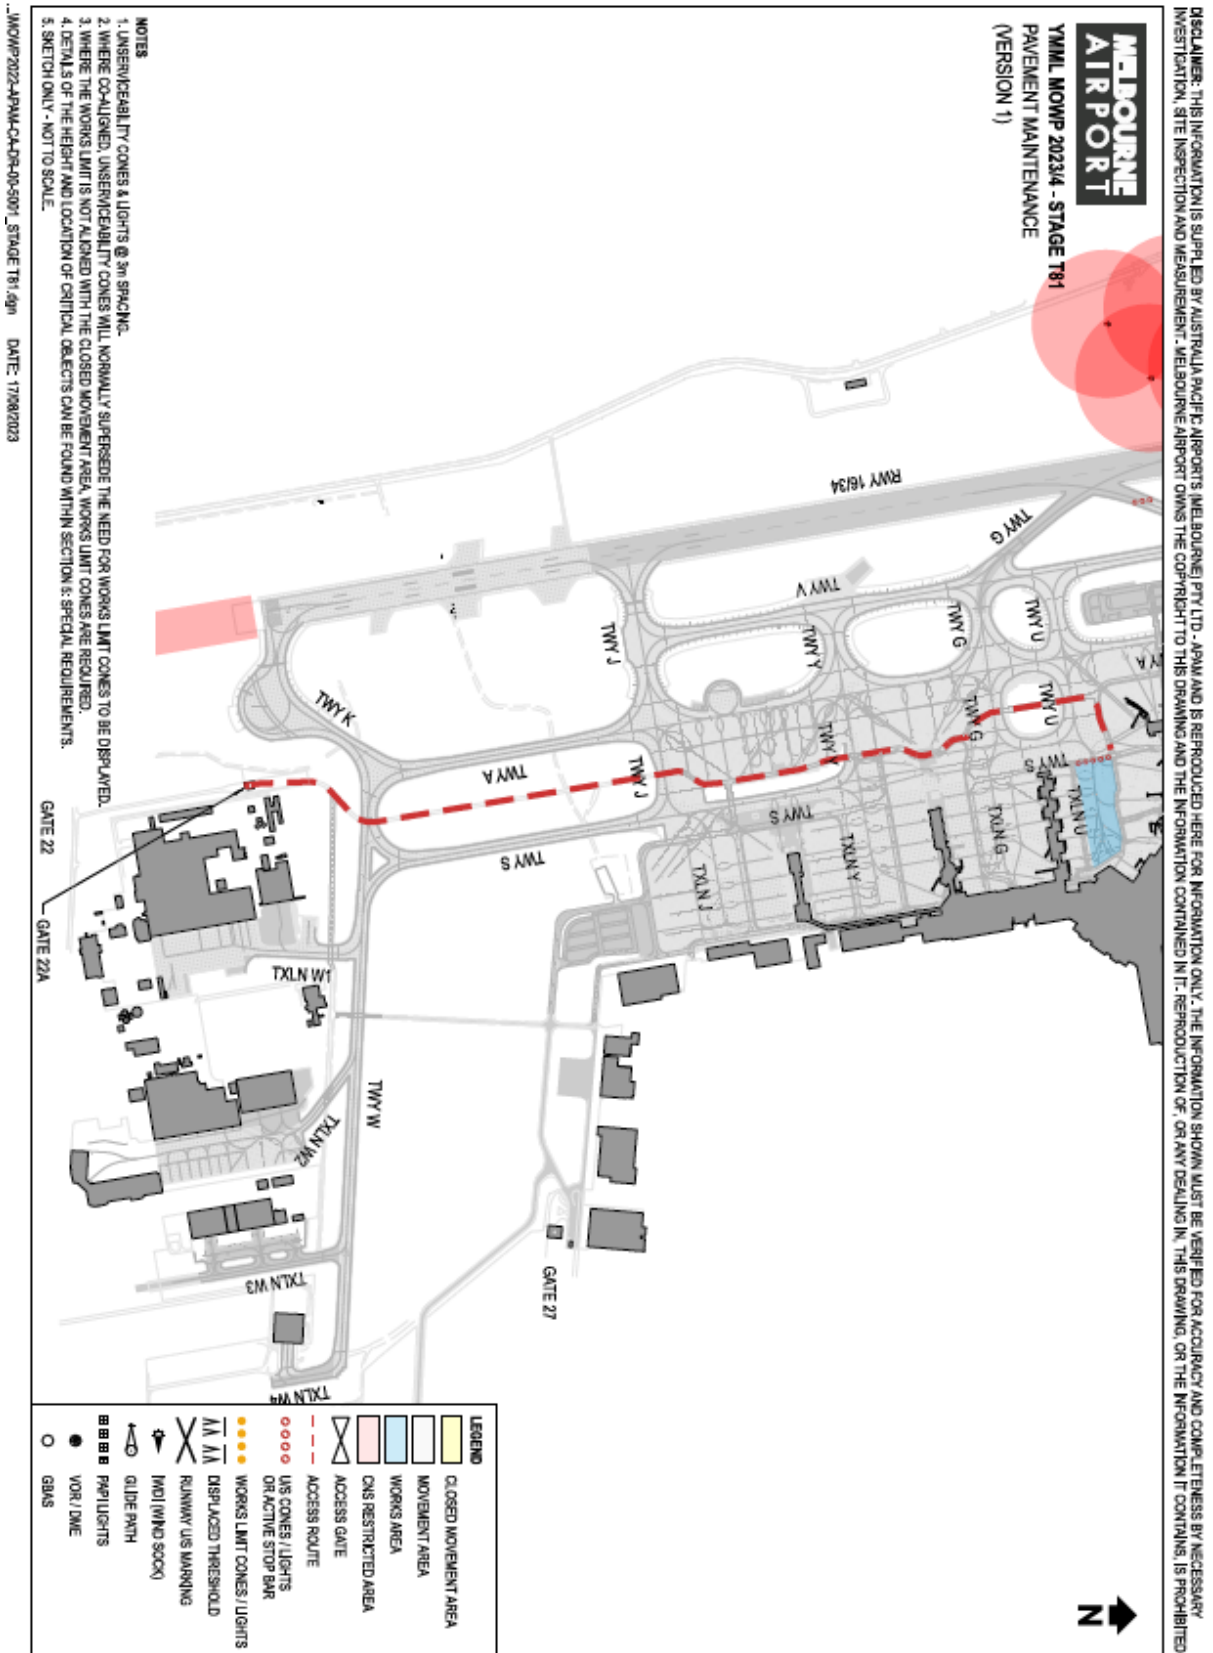 DISCLAIMER: THIS INFORMATION IS SUPPLIED BY AUSTRALIA PACIFIC AIRPORTS (MELBOURNE) PTY LTD - APAM AND IS REPRODUCED HERE FOR INFORMATION ONLY. THE INFORMATION SHOWN MUST BE VERIFIED FOR ACCURACY AND COMPLETENESS BY NECESSARY
INVESTIGATION, SITE INSPECTION AND MEASUREMENT. MELBOURNE AIRPORT OWNS THE COPYRIGHT TO THIS DRAWING AND THE INFORMATION CONTAINED IN IT. REPRODUCTION OF, OR ANY DEALING IN, THIS DRAWING, OR THE INFORMATION IT CONTAINS, IS PROHIBITED
MELBOURNE
AIRPORT
YMML MOWP 2023/4 - STAGE T81
PAVEMENT MAINTENANCE
(VERSION 1)
N
RWY 16/34
TWY G
TWY V
TWY G
TWY U
TWY A
TWY J
TWY Y
TWY U
TWY G
TWY Y
TWY S
TWY K
TWY A
TWY J
TWY S
TXLN U
TXLN G
TXLN Y
TXLN J
TWY S
TXLN W1
TWY W
TXLN W2
TXLN W3
TXLN W4
GATE 22
GATE 22A
GATE 27
NOTES
1. UNSERVICEABILITY CONES & LIGHTS @ 3m SPACING.
2. WHERE CO-ALIGNED, UNSERVICEABILITY CONES WILL NORMALLY SUPERSEDE THE NEED FOR WORKS LIMIT CONES TO BE DISPLAYED.
3. WHERE THE WORKS LIMIT IS NOT ALIGNED WITH THE CLOSED MOVEMENT AREA, WORKS LIMIT CONES ARE REQUIRED.
4. DETAILS OF THE HEIGHT AND LOCATION OF CRITICAL OBJECTS CAN BE FOUND WITHIN SECTION 6: SPECIAL REQUIREMENTS.
5. SKETCH ONLY - NOT TO SCALE.
LEGEND
CLOSED MOVEMENT AREA
MOVEMENT AREA
WORKS AREA
CNS RESTRICTED AREA
ACCESS GATE
ACCESS ROUTE
U/S CONES / LIGHTS
OR ACTIVE STOP BAR
WORKS LIMIT CONES / LIGHTS
DISPLACED THRESHOLD
RUNWAY U/S MARKING
IWDI (WIND SOCK)
GLIDE PATH
PAPI LIGHTS
VOR / DME
GBAS
...\MOWP2022-APAM-CA-DR-00-5001_STAGE T81.dgn DATE: 17/08/2023